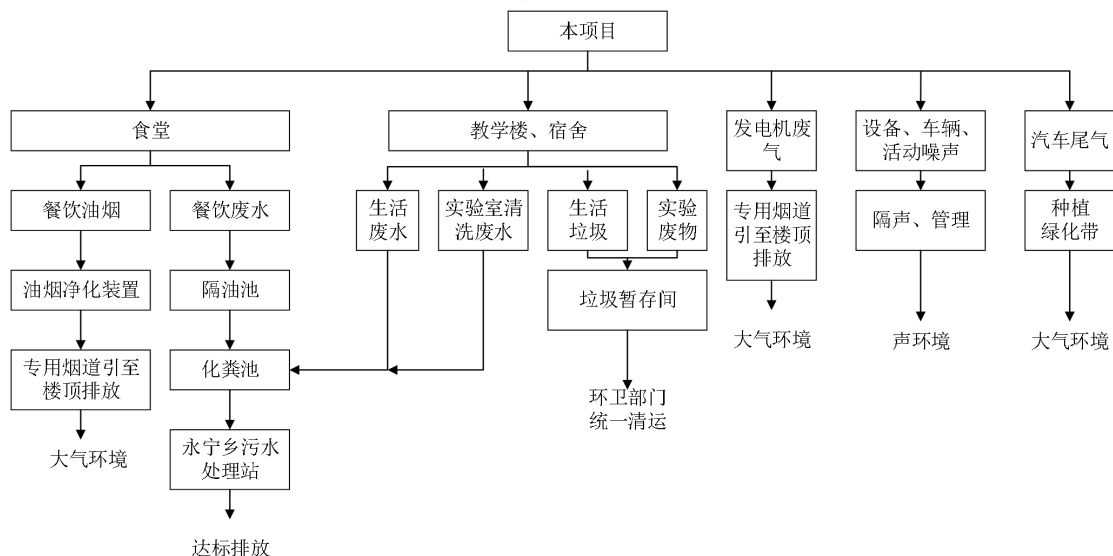 本项目
食堂
教学楼、宿舍
发电机废
气
设备、车辆、
活动噪声
汽车尾气
餐饮油烟
餐饮废水
生活
废水
实验室清
洗废水
生活
垃圾
实验
废物
专用烟道
引至楼顶
排放
隔声、管理
种植
绿化带
油烟净化装置
隔油池
垃圾暂存间
大气环境
声环境
大气环境
专用烟道引至
楼顶排放
化粪池
环卫部门
统一清运
大气环境
永宁乡污水
处理站
达标排放